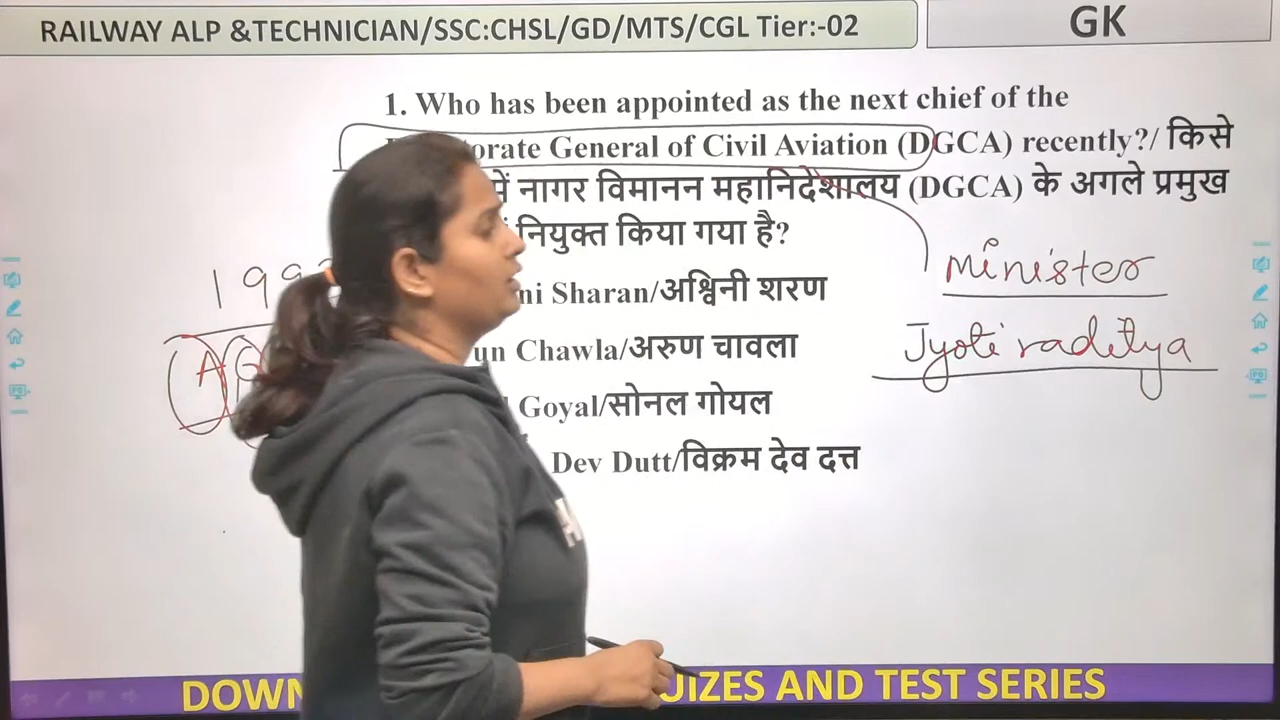 RAILWAY ALP &TECHNICIAN/SSC:CHSL/GD/MTS/CGL Tier:-02
GK
1. Who has been appointed as the next chief of the
orate General of Civil Aviation (DGCA) recently?/ किसे
में नागर विमानन महानिदेशालय (DGCA) के अगले प्रमुख
नियुक्त किया गया है?
199
minister
ni Sharan/अश्विनी शरण
Jyotiraditya
un Chawla/अरुण चावला
A
Goyal/सोनल गोयल
Dev Dutt/विक्रम देव दत्त
DOWN UIZES AND TEST SERIES